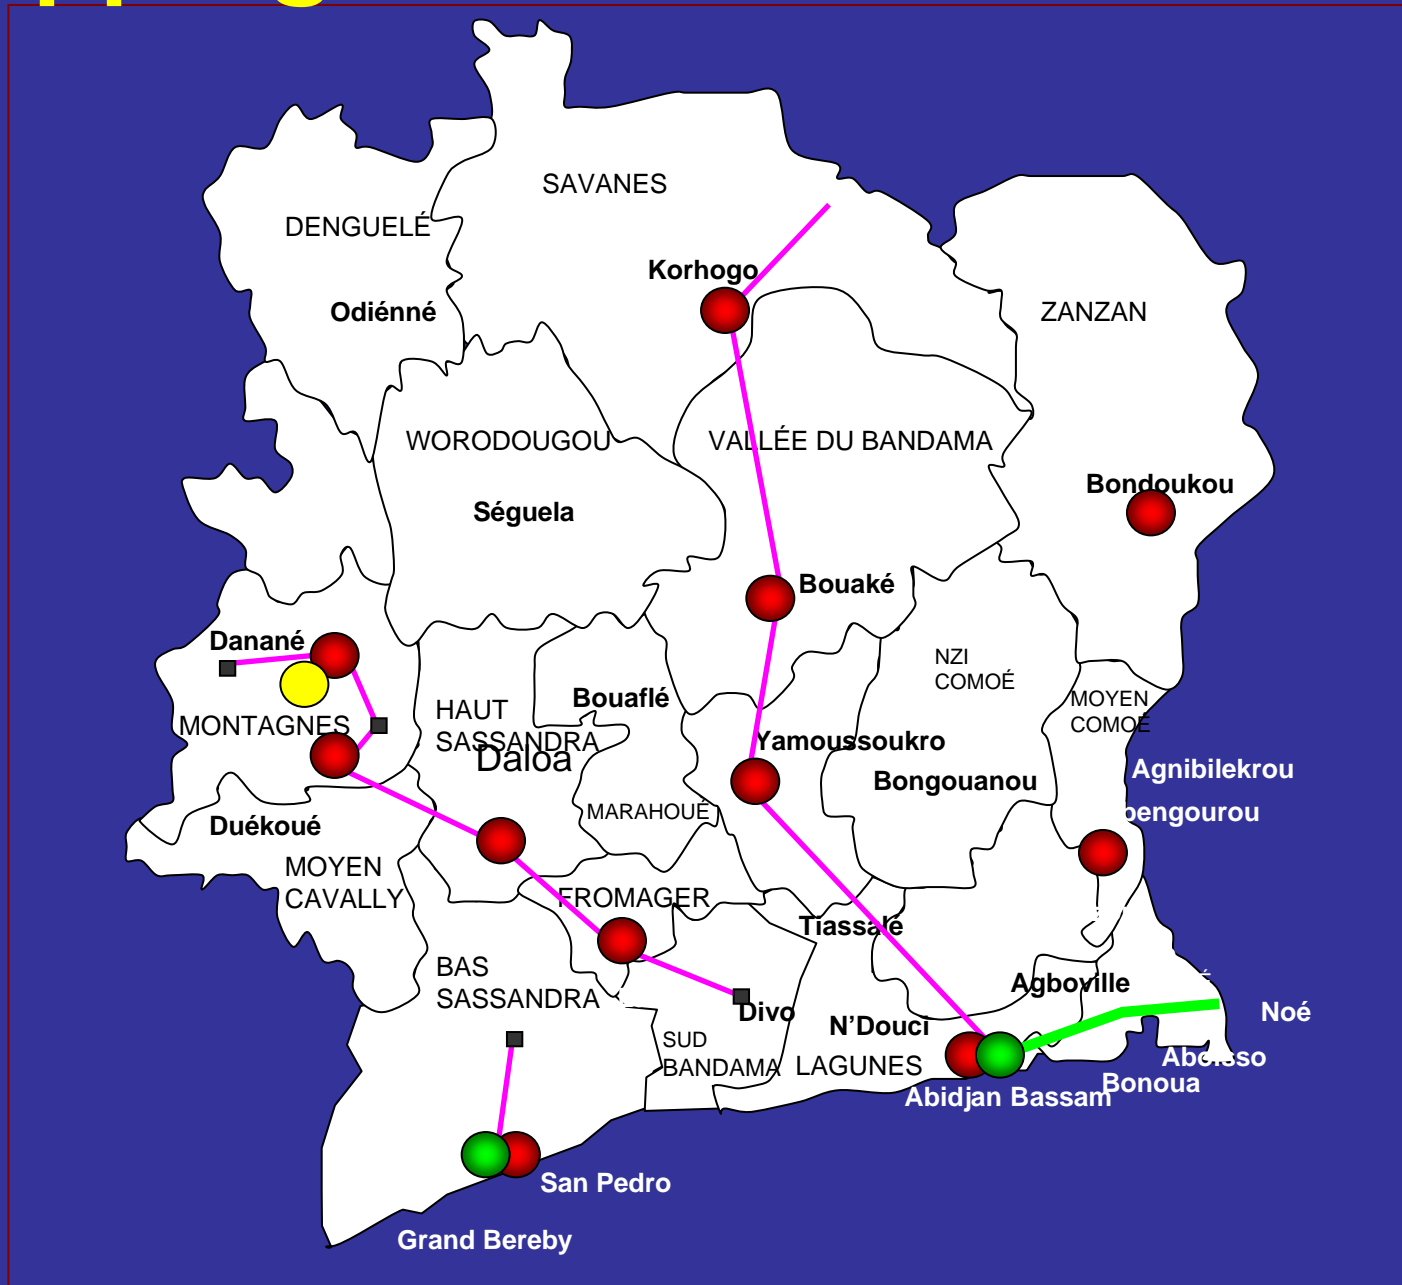 SAVANES
DENGUELÉ
Korhogo
Odiénné
ZANZAN
WORODOUGOU
VALLÉE DU BANDAMA
Bondoukou
Séguela
Bouaké
Danané
NZI
COMOÉ
Bouaflé
MOYEN
COMOÉ
HAUT
SASSANDRA
MONTAGNES
Yamoussoukro
Daloa
Agnibilekrou
Bongouanou
MARAHOUÉ
Duékoué
MOYEN
CAVALLY
FROMAGER
Tiassalé
BAS
SASSANDRA
Agboville
Divo
Noé
N'Douci
SUD
BANDAMA
LAGUNES
Aboisso
Bonoua
Abidjan Bassam
San Pedro
Grand Bereby